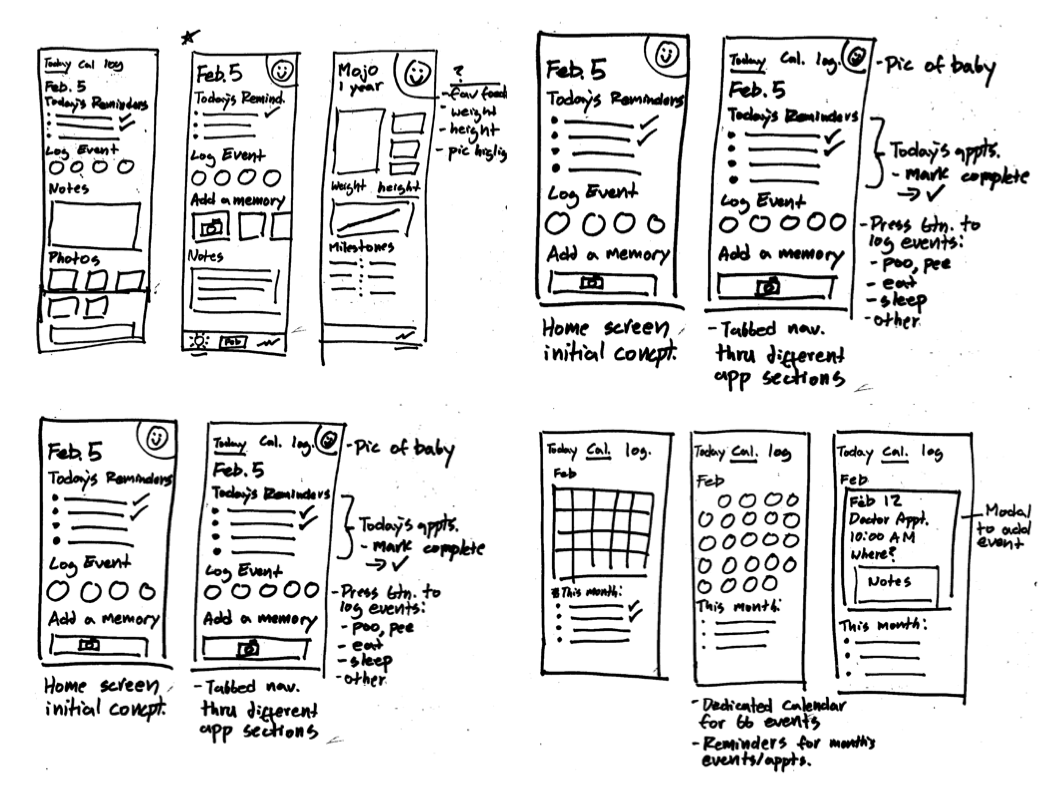 Today Cal log
Feb. 5
Today's Reminders
Log Event
Notes
Photos
Feb. 5
Today's Remind.
Log Event
Add a memory
Notes
Feb
Mojo
1 year
Weight height
Milestones
?
- fav food
- weight
- height
- pic higlig
Feb. 5
Today's Reminders
Log Event
Add a memory
Home screen,
initial concept.
Today Cal. log.
Feb. 5
Today's Reminders
Log Event
Add a memory
- Pic of baby
Today's appts.
- Mark complete
→ ✓
- Press btn. to
log events:
- poo, pee
- eat
- sleep
- other
- Tabbed nav.
thru different
app sections
Feb. 5
Today's Reminders
Log Event
Add a memory
Home screen,
initial concept.
Today Cal. log.
Feb. 5
Today's Reminders
Log Event
Add a memory
- Pic of baby
Today's appts.
- Mark complete
→ ✓
- Press btn. to
log events:
- poo, pee
- eat
- sleep
- other
- Tabbed nav.
thru different
app sections
Today Cal. log.
Feb
This month:
Today Cal. log
Feb
This month:
- Dedicated Calendar
for bb events
- Reminders for month's
events/appts.
Today Cal. log
Feb
Feb 12
Doctor Appt.
10:00 AM
Where?
Notes
This month:
- Modal
to add
event